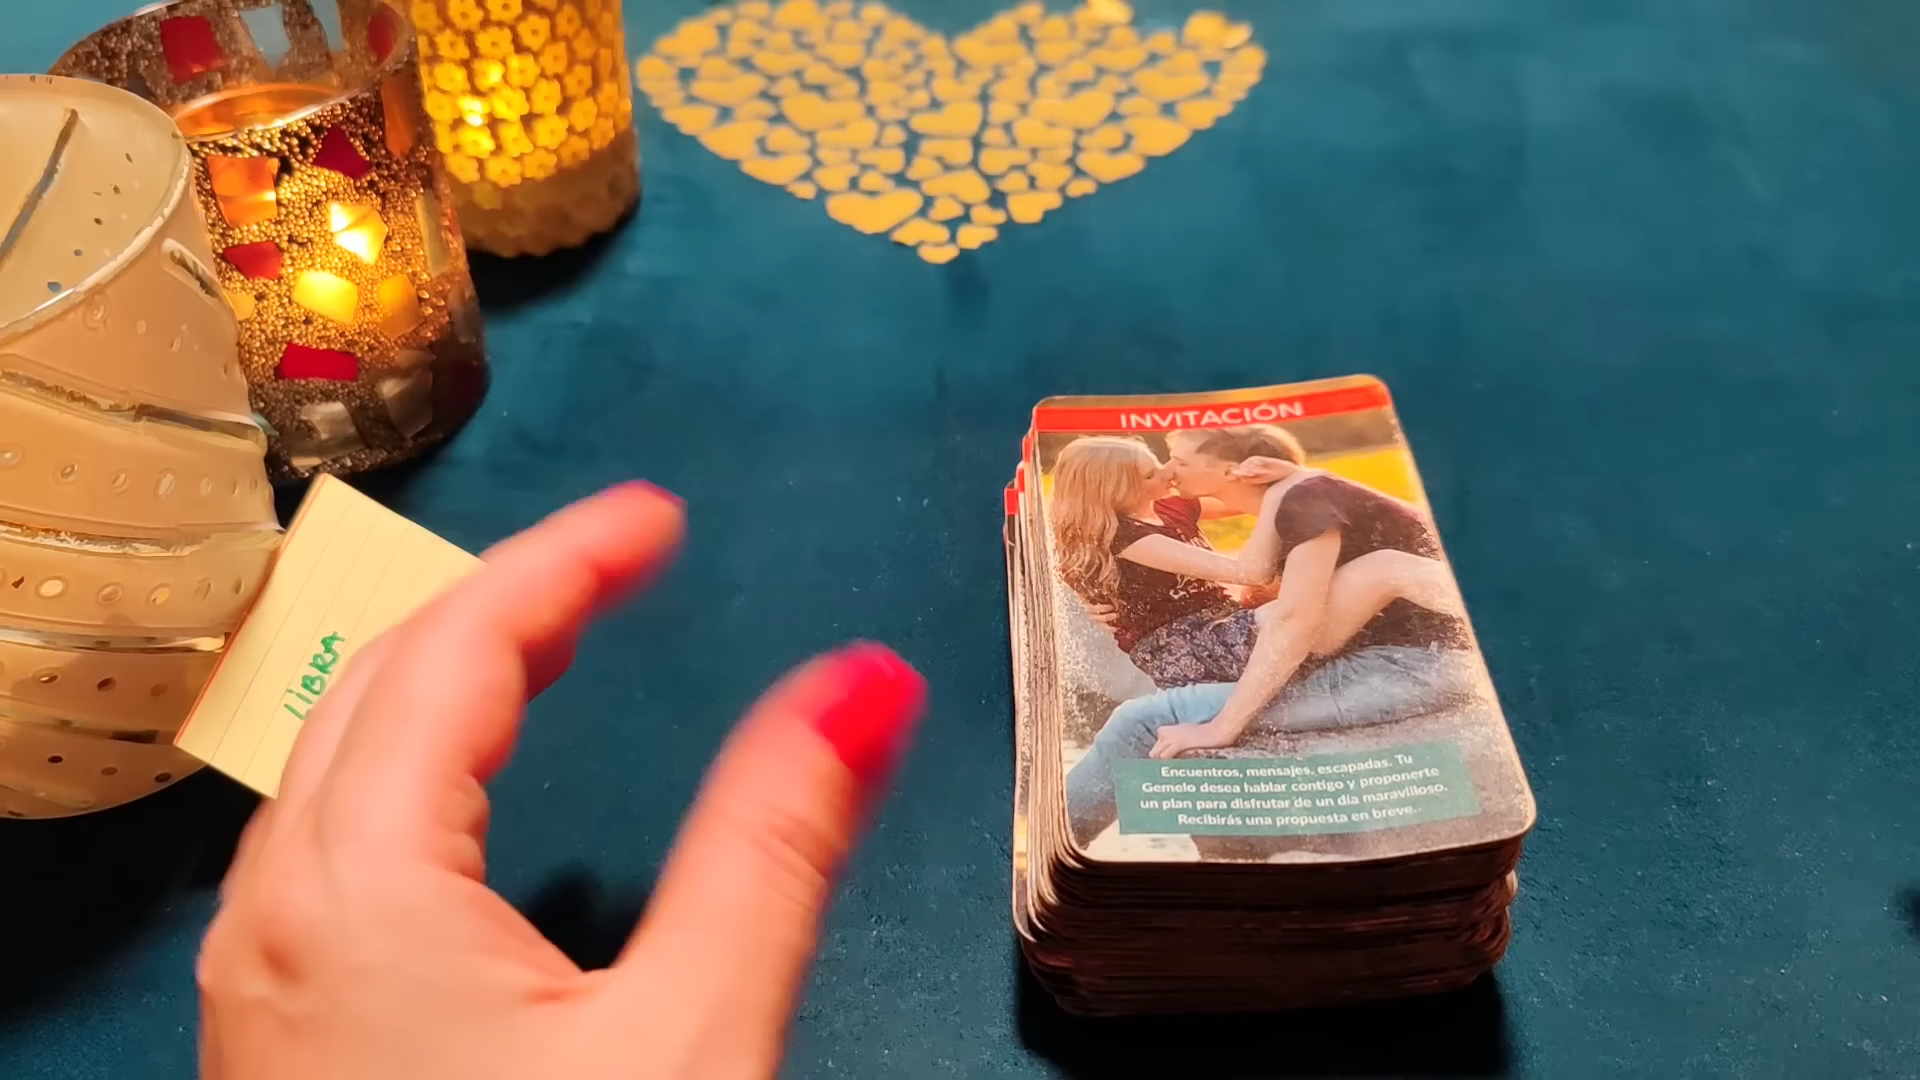 INVITACIÓN
LIBRA
Encuentros, mensajes, escapadas. Tu
Gemelo desea hablar contigo y proponerte
un plan para disfrutar de un día maravilloso.
Recibirás una propuesta en breve..